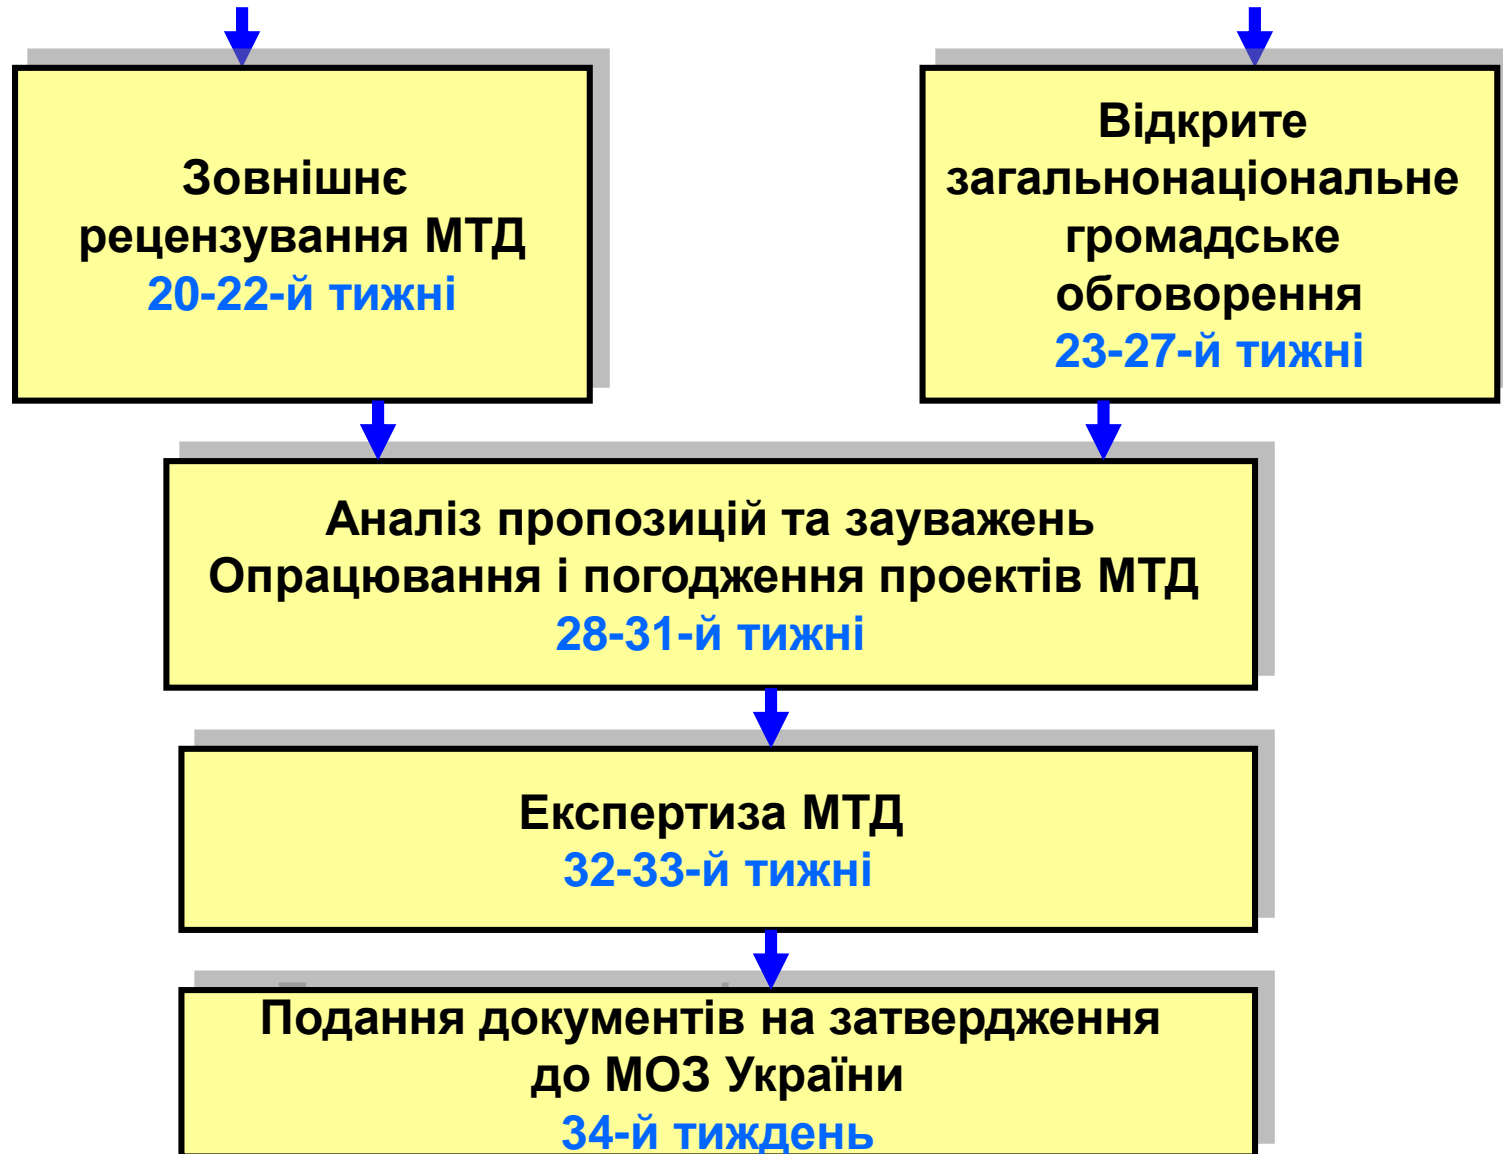 Зовнішнє
рецензування МТД
20-22-й тижні
Відкрите
загальнонаціональне
громадське
обговорення
23-27-й тижні
Аналіз пропозицій та зауважень
Опрацювання і погодження проектів МТД
28-31-й тижні
Експертиза МТД
32-33-й тижні
Подання документів на затвердження
до МОЗ України
34-й тиждень